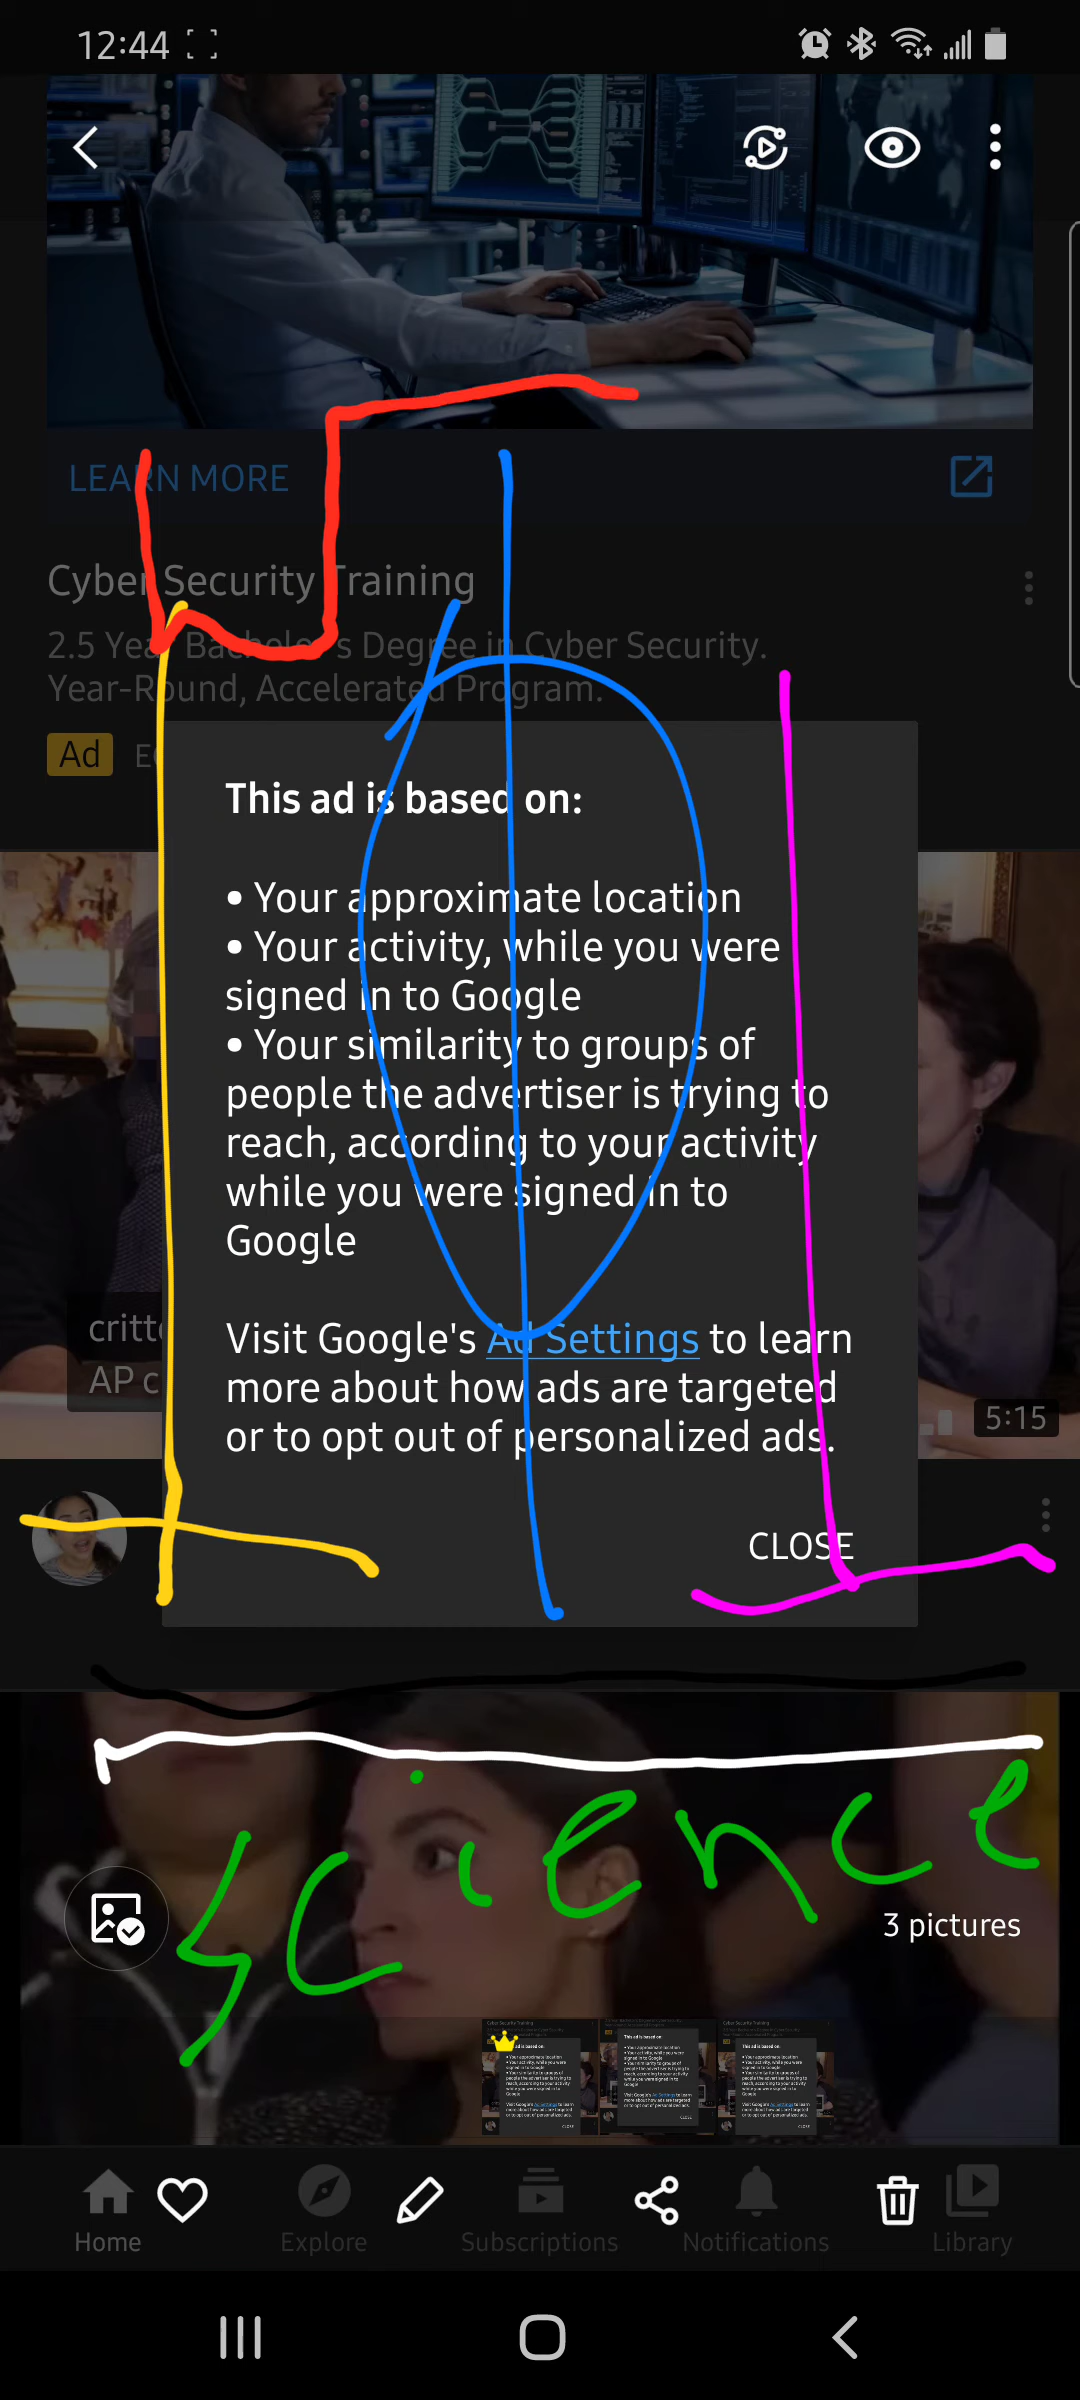 12:44
LEARN MORE
Cyber Security Training
2.5 Year Bachelor's Degree in Cyber Security.
Year-Round, Accelerated Program.
Ad
This ad is based on:
• Your approximate location
• Your activity, while you were
signed in to Google
• Your similarity to groups of
people the advertiser is trying to
reach, according to your activity
while you were signed in to
Google
Visit Google's Ad Settings to learn
more about how ads are targeted
or to opt out of personalized ads.
AP
5:15
CLOSE
science
3 pictures
Home
Explore
Subscriptions
Notifications
Library